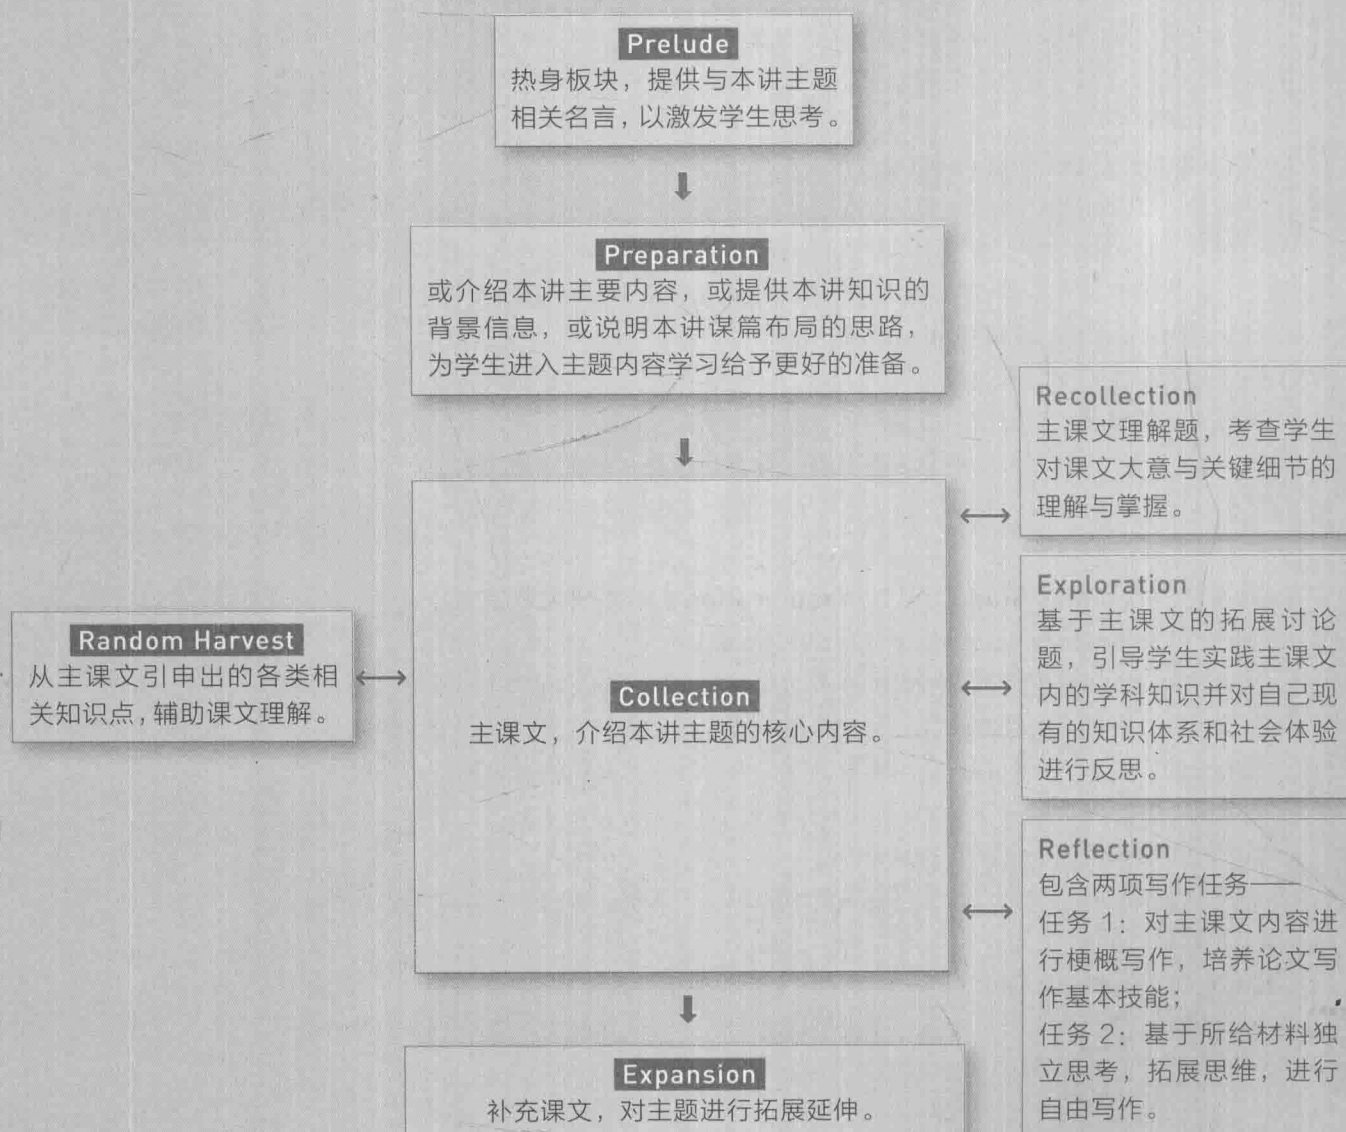 Prelude
热身板块，提供与本讲主题
相关名言，以激发学生思考。
Preparation
或介绍本讲主要内容，或提供本讲知识的
背景信息，或说明本讲谋篇布局的思路，
为学生进入主题内容学习给予更好的准备。
Recollection
主课文理解题，考查学生
对课文大意与关键细节的
理解与掌握。
Exploration
基于主课文的拓展讨论
题，引导学生实践主课文
内的学科知识并对自己现
有的知识体系和社会体验
进行反思。
Random Harvest
从主课文引申出的各类相
关知识点，辅助课文理解。
Collection
主课文，介绍本讲主题的核心内容。
Reflection
包含两项写作任务——
任务 1：对主课文内容进
行梗概写作，培养论文写
作基本技能；
任务 2：基于所给材料独
立思考，拓展思维，进行
自由写作。
Expansion
补充课文，对主题进行拓展延伸。